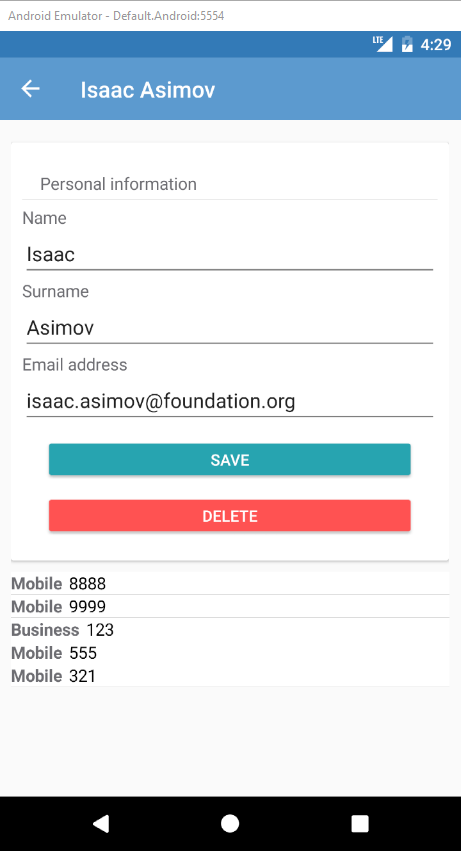 Android Emulator - Default.Android:5554
LTE 4:29
Isaac Asimov
Personal information
Name
Isaac
Surname
Asimov
Email address
isaac.asimov@foundation.org
SAVE
DELETE
Mobile 8888
Mobile 9999
Business 123
Mobile 555
Mobile 321